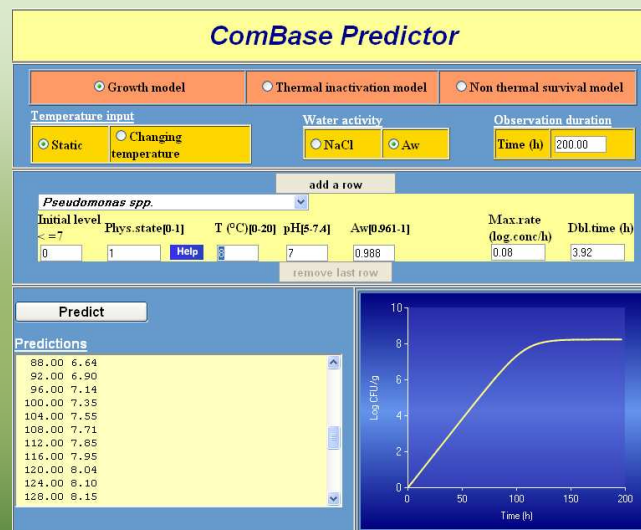 ComBase Predictor
Growth model Thermal inactivation model Non thermal survival model
Temperature input Water activity Observation duration
Static Changing temperature NaCl Aw Time (h) 200.00
add a row
Pseudomonas spp.
Initial level <=7 Phys.state[0-1] T (°C)[0-20] pH[5-7.4] Aw[0.961-1] Max.rate (log.conc/h) Dbl.time (h)
0 1 Help 8 7 0.988 0.08 3.92
remove last row
Predict
Predictions
88.00 6.64
92.00 6.90
96.00 7.14
100.00 7.35
104.00 7.55
108.00 7.71
112.00 7.85
116.00 7.95
120.00 8.04
124.00 8.10
128.00 8.15
10
8
6
4
2
0
Log CFU/g
0 50 100 150 200
Time (h)